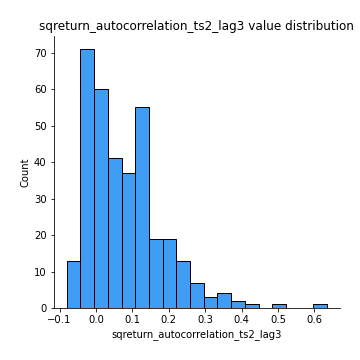 sqreturn_autocorrelation_ts2_lag3 value distribution
70
60
50
40
30
20
10
0
Count
−0.1 0.0 0.1 0.2 0.3 0.4 0.5 0.6
sqreturn_autocorrelation_ts2_lag3